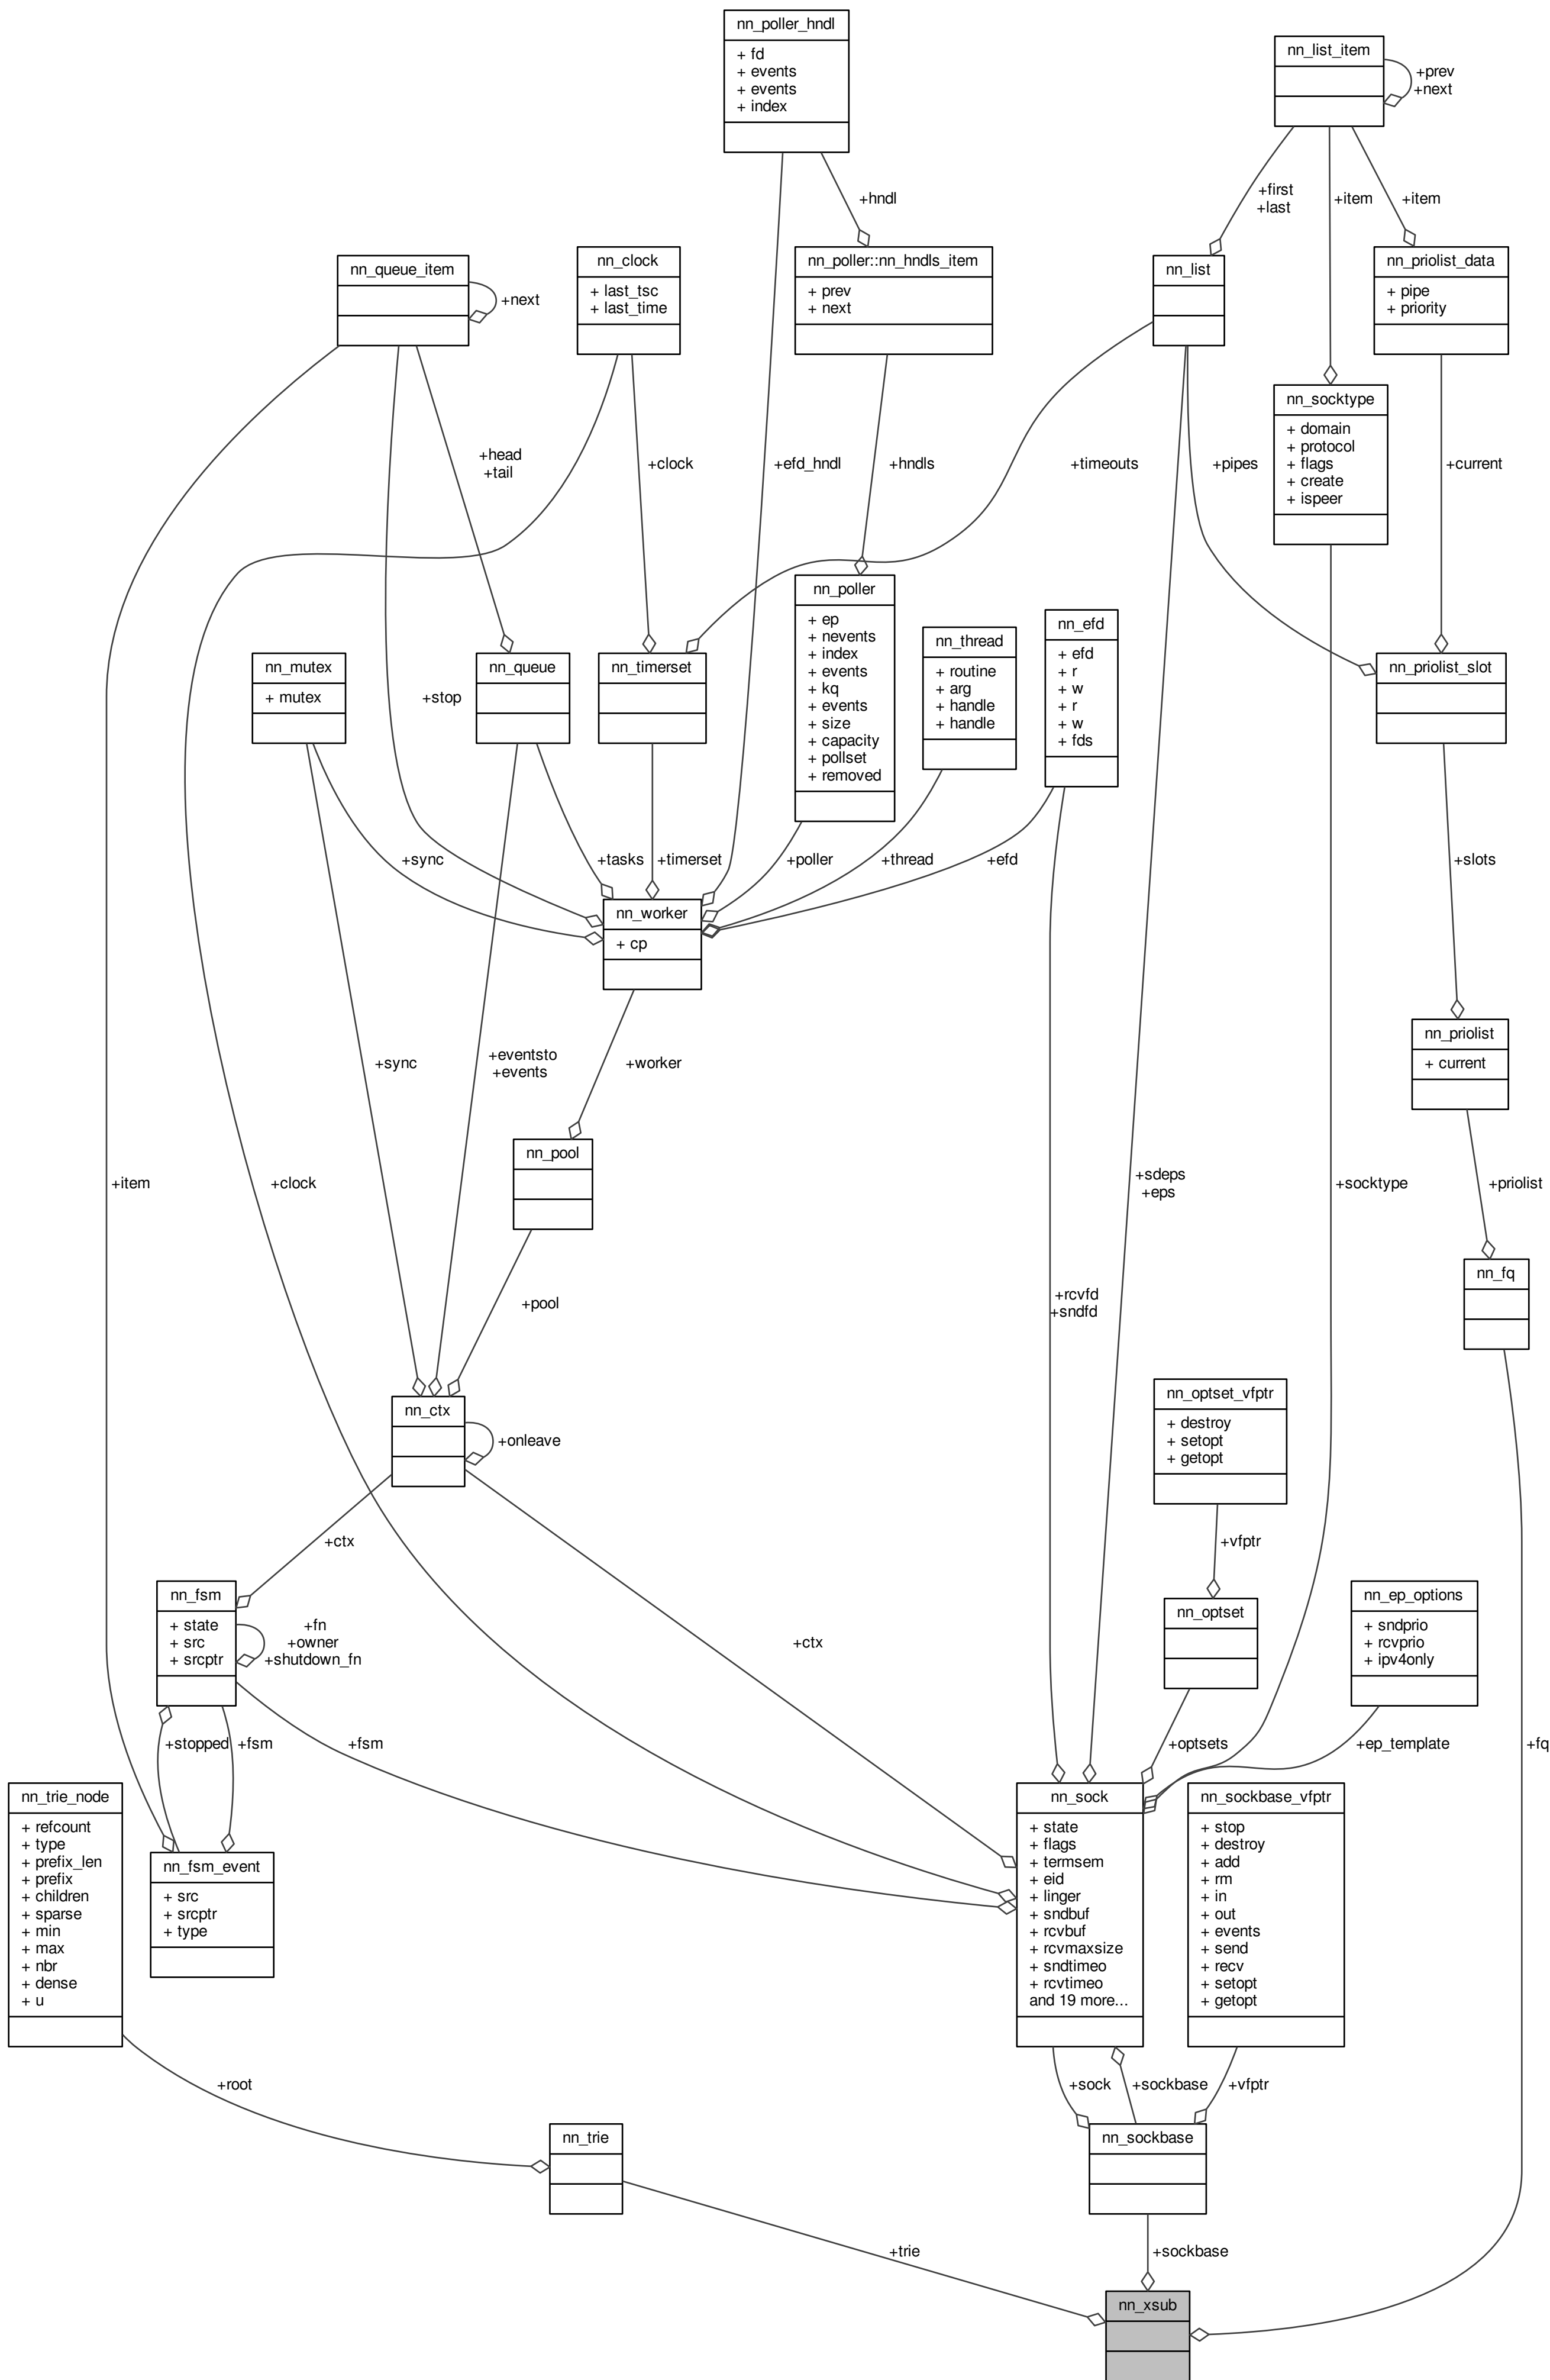 nn_poller_hndl
+ fd
+ events
+ events
+ index
nn_list_item
+prev
+next
+hndl
+first
+last
+item
+item
nn_queue_item
+next
nn_clock
+ last_tsc
+ last_time
nn_poller::nn_hndls_item
+ prev
+ next
nn_list
nn_priolist_data
+ pipe
+ priority
nn_socktype
+ domain
+ protocol
+ flags
+ create
+ ispeer
+head
+tail
+clock
+efd_hndl
+hndls
+timeouts
+pipes
+current
nn_mutex
+ mutex
+stop
nn_queue
nn_timerset
nn_poller
+ ep
+ nevents
+ index
+ events
+ kq
+ events
+ size
+ capacity
+ pollset
+ removed
nn_thread
+ routine
+ arg
+ handle
+ handle
nn_efd
+ efd
+ r
+ w
+ r
+ w
+ fds
nn_priolist_slot
+sync
+tasks
+timerset
+poller
+thread
+efd
+slots
nn_worker
+ cp
nn_priolist
+ current
+sync
+eventsto
+events
+worker
nn_pool
+item
+clock
+sdeps
+eps
+socktype
+priolist
nn_fq
+pool
+rcvfd
+sndfd
nn_ctx
+onleave
nn_optset_vfptr
+ destroy
+ setopt
+ getopt
+ctx
+vfptr
nn_fsm
+ state
+ src
+ srcptr
+fn
+owner
+shutdown_fn
+ctx
nn_optset
nn_ep_options
+ sndprio
+ rcvprio
+ ipv4only
+stopped
+fsm
+fsm
+optsets
+ep_template
+fq
nn_trie_node
+ refcount
+ type
+ prefix_len
+ prefix
+ children
+ sparse
+ min
+ max
+ nbr
+ dense
+ u
nn_fsm_event
+ src
+ srcptr
+ type
nn_sock
+ state
+ flags
+ termsem
+ eid
+ linger
+ sndbuf
+ rcvbuf
+ rcvmaxsize
+ sndtimeo
+ rcvtimeo
and 19 more...
nn_sockbase_vfptr
+ stop
+ destroy
+ add
+ rm
+ in
+ out
+ events
+ send
+ recv
+ setopt
+ getopt
+root
+sock
+sockbase
+vfptr
nn_trie
nn_sockbase
+trie
+sockbase
nn_xsub